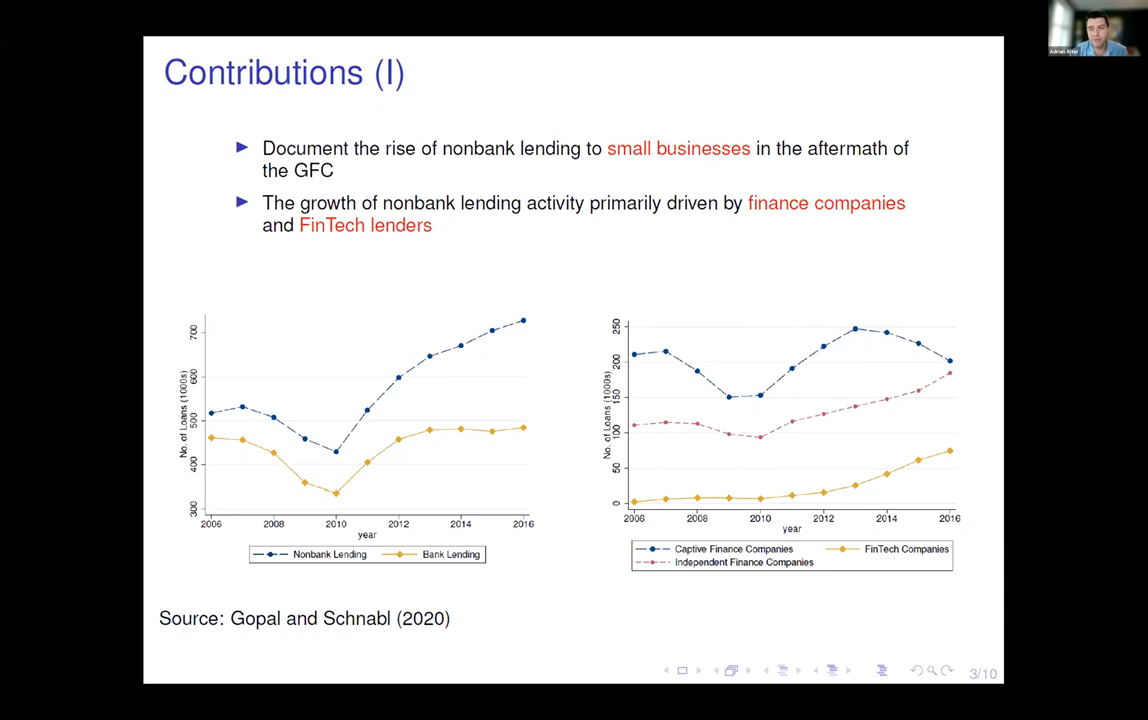 Adrian Alter
Contributions (I)
Document the rise of nonbank lending to small businesses in the aftermath of
the GFC
The growth of nonbank lending activity primarily driven by finance companies
and FinTech lenders
No. of Loans (1000s)
700
600
500
400
300
2006 2008 2010 2012 2014 2016
year
Nonbank Lending Bank Lending
No. of Loans (1000s)
250
200
150
100
50
0
2006 2008 2010 2012 2014 2016
year
Captive Finance Companies FinTech Companies
Independent Finance Companies
Source: Gopal and Schnabl (2020)
3/10